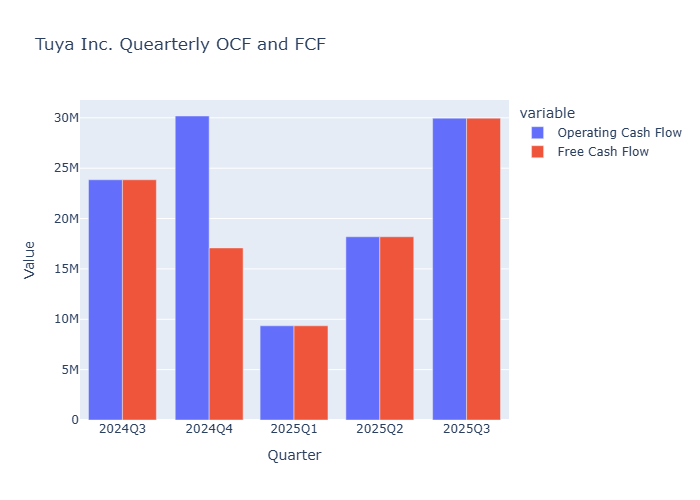 Tuya Inc. Quearterly OCF and FCF
variable
Operating Cash Flow
Free Cash Flow
Value
30M
25M
20M
15M
10M
5M
0
2024Q3 2024Q4 2025Q1 2025Q2 2025Q3
Quarter